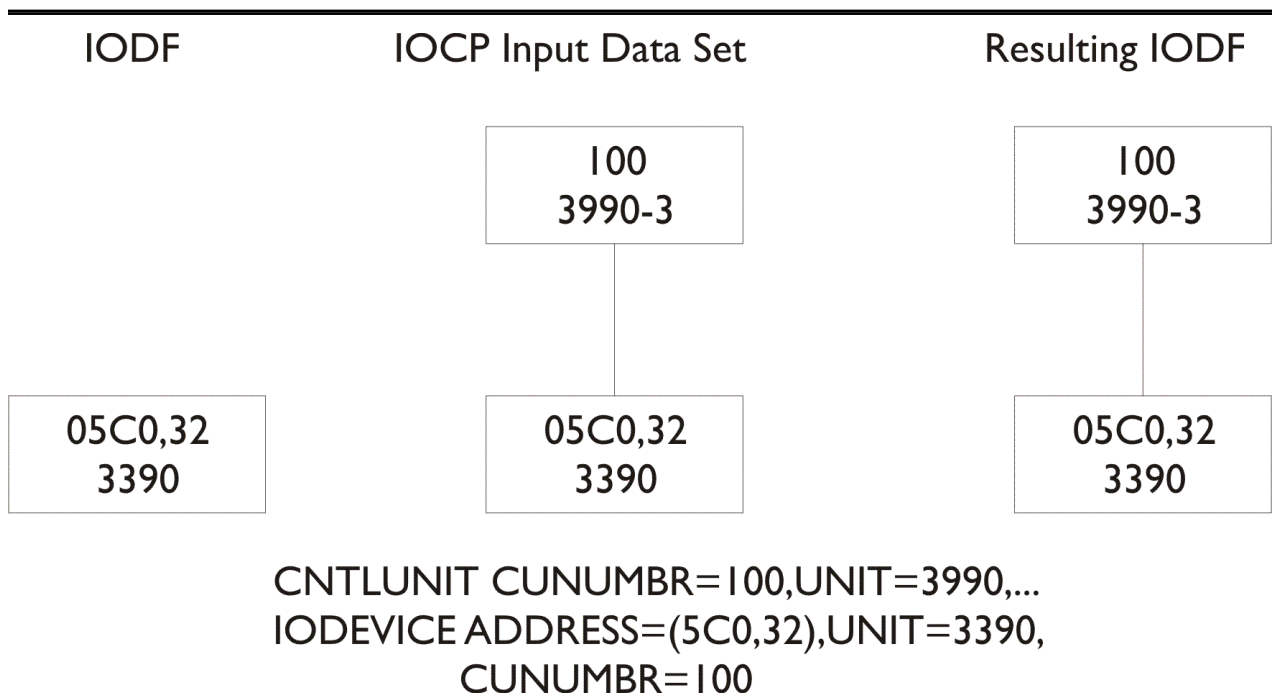 IODF
IOCP Input Data Set
Resulting IODF
100
3990-3
100
3990-3
05C0,32
3390
05C0,32
3390
05C0,32
3390
CNTLUNIT CUNUMBR=100,UNIT=3990,...
IODEVICE ADDRESS=(5C0,32),UNIT=3390,
CUNUMBR=100